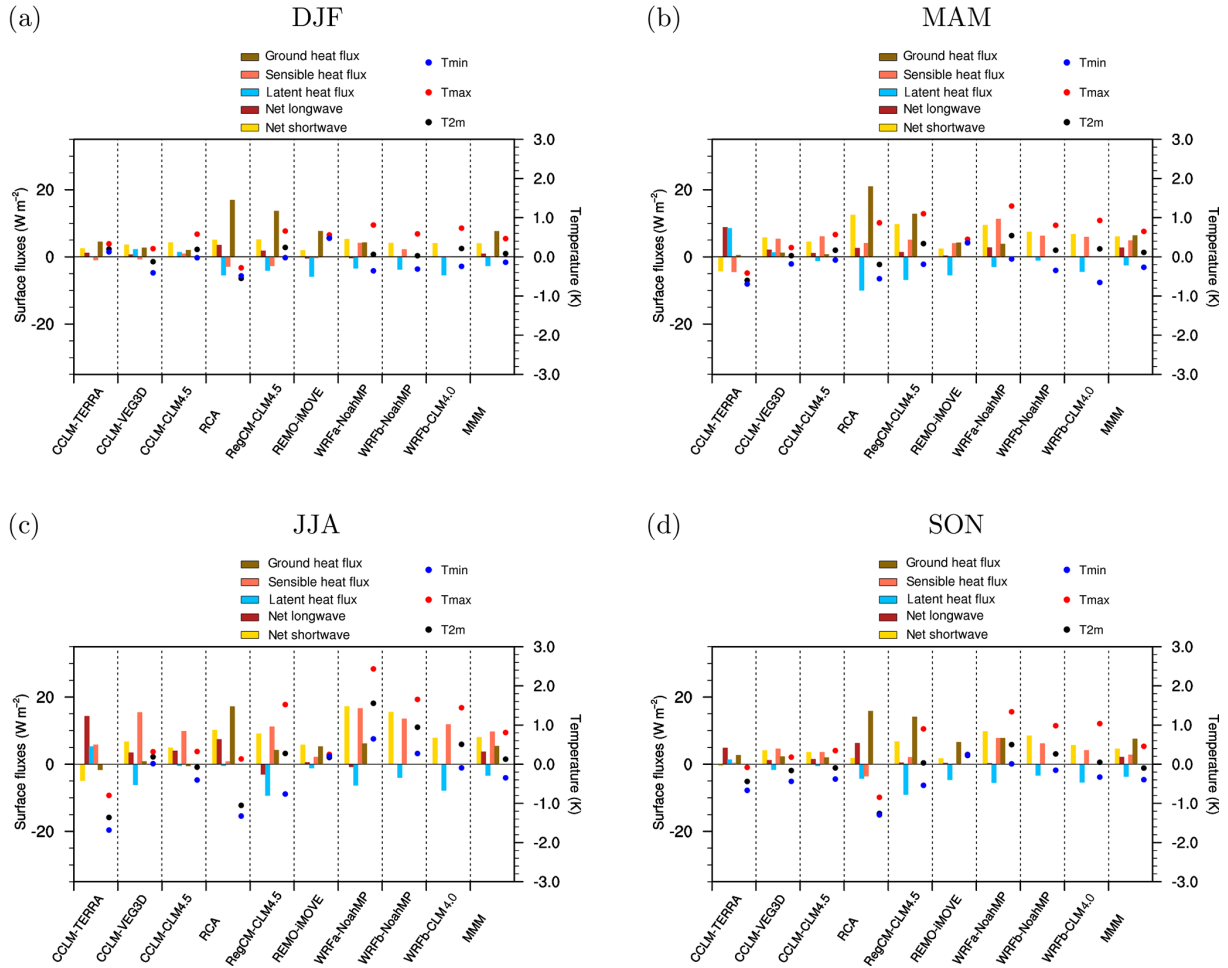 (a) DJF
Ground heat flux
Sensible heat flux
Latent heat flux
Net longwave
Net shortwave
Tmin
Tmax
T2m
Surface fluxes (W m⁻²)
20
0
-20
3.0
2.0
1.0
0.0
-1.0
-2.0
-3.0
Temperature (K)
CCLM-TERRA
CCLM-VEG3D
CCLM-CLM4.5
RCA
RegCM-CLM4.5
REMO-iMOVE
WRFa-NoahMP
WRFb-NoahMP
WRFb-CLM4.0
MMM
(b) MAM
Ground heat flux
Sensible heat flux
Latent heat flux
Net longwave
Net shortwave
Tmin
Tmax
T2m
Surface fluxes (W m⁻²)
20
0
-20
3.0
2.0
1.0
0.0
-1.0
-2.0
-3.0
Temperature (K)
CCLM-TERRA
CCLM-VEG3D
CCLM-CLM4.5
RCA
RegCM-CLM4.5
REMO-iMOVE
WRFa-NoahMP
WRFb-NoahMP
WRFb-CLM4.0
MMM
(c) JJA
Ground heat flux
Sensible heat flux
Latent heat flux
Net longwave
Net shortwave
Tmin
Tmax
T2m
Surface fluxes (W m⁻²)
20
0
-20
3.0
2.0
1.0
0.0
-1.0
-2.0
-3.0
Temperature (K)
CCLM-TERRA
CCLM-VEG3D
CCLM-CLM4.5
RCA
RegCM-CLM4.5
REMO-iMOVE
WRFa-NoahMP
WRFb-NoahMP
WRFb-CLM4.0
MMM
(d) SON
Ground heat flux
Sensible heat flux
Latent heat flux
Net longwave
Net shortwave
Tmin
Tmax
T2m
Surface fluxes (W m⁻²)
20
0
-20
3.0
2.0
1.0
0.0
-1.0
-2.0
-3.0
Temperature (K)
CCLM-TERRA
CCLM-VEG3D
CCLM-CLM4.5
RCA
RegCM-CLM4.5
REMO-iMOVE
WRFa-NoahMP
WRFb-NoahMP
WRFb-CLM4.0
MMM